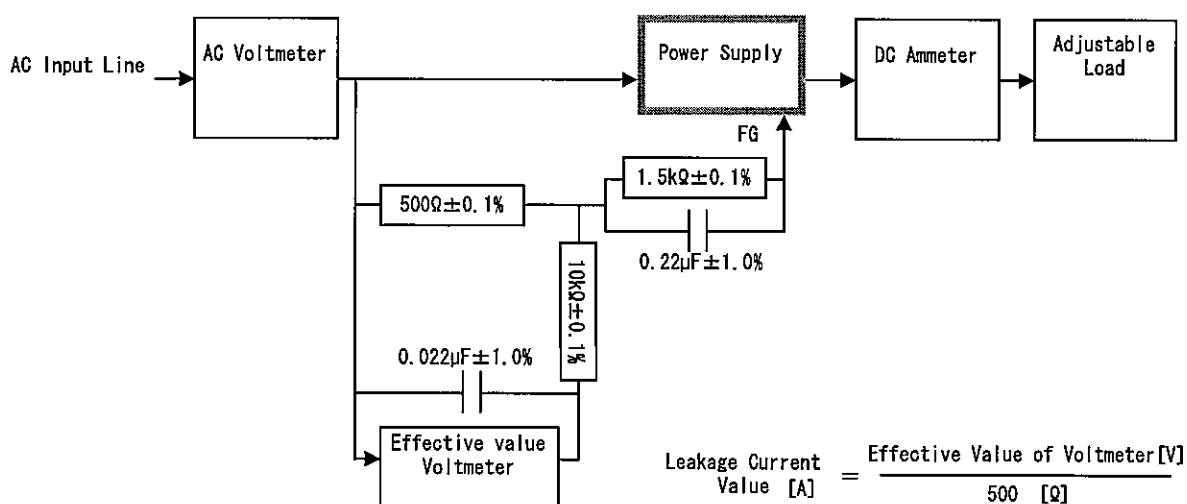 AC Input Line
AC Voltmeter
Power Supply
DC Ammeter
Adjustable
Load
FG
500Ω±0.1%
1.5kΩ±0.1%
0.22μF±1.0%
10kΩ±0.1%
0.022μF±1.0%
Effective value
Voltmeter
Leakage Current
Value [A]
=
Effective Value of Voltmeter[V]
500 [Ω]